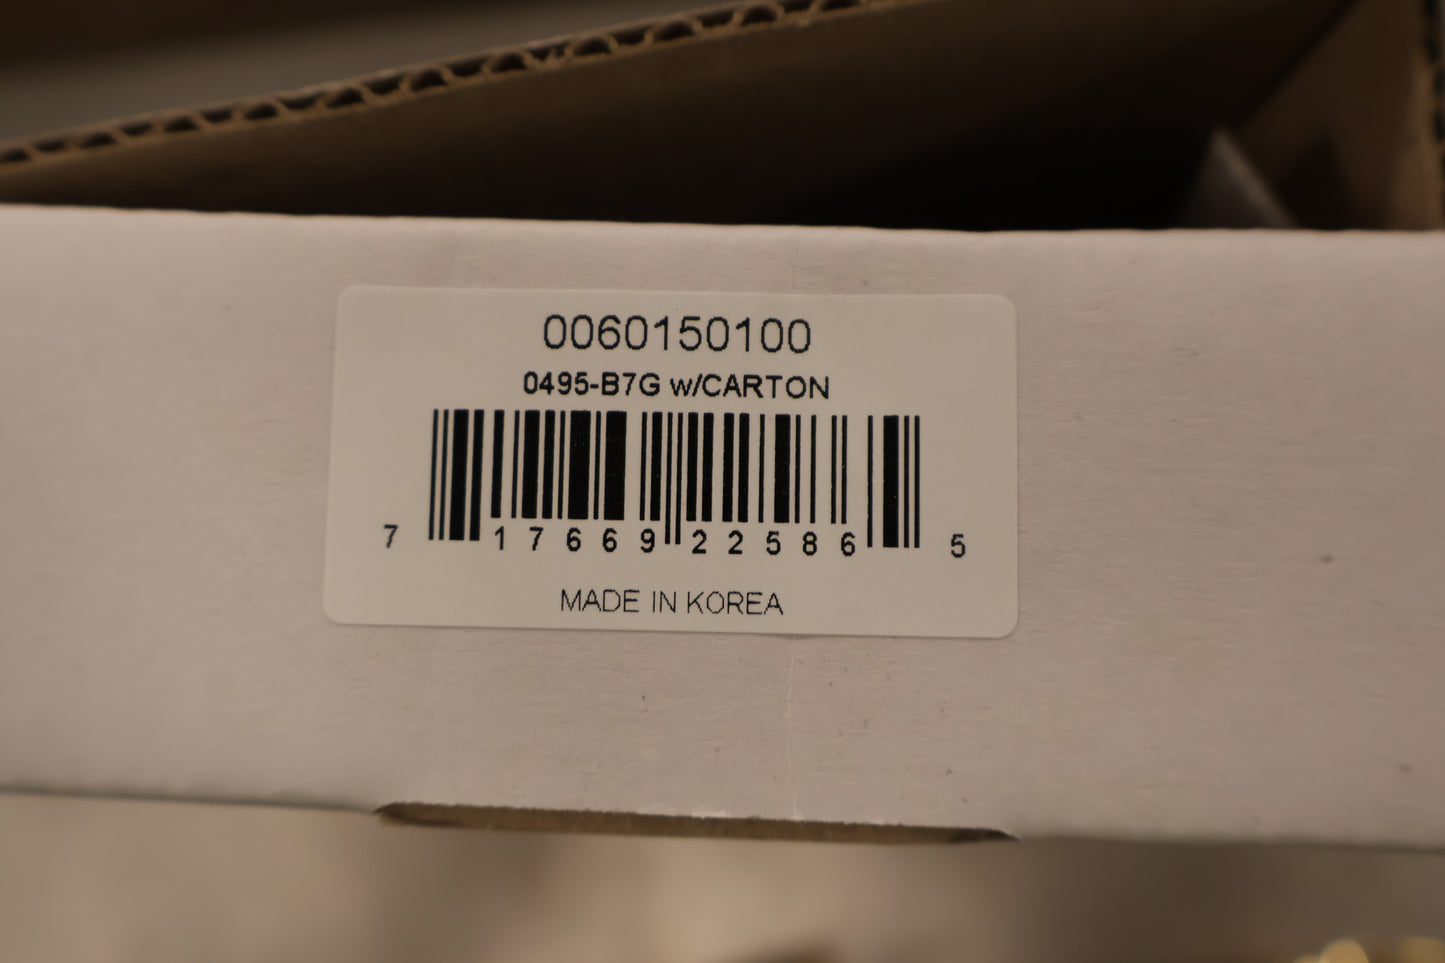 0060150100
0495-B7G w/CARTON
7 17669 22586 5
MADE IN KOREA